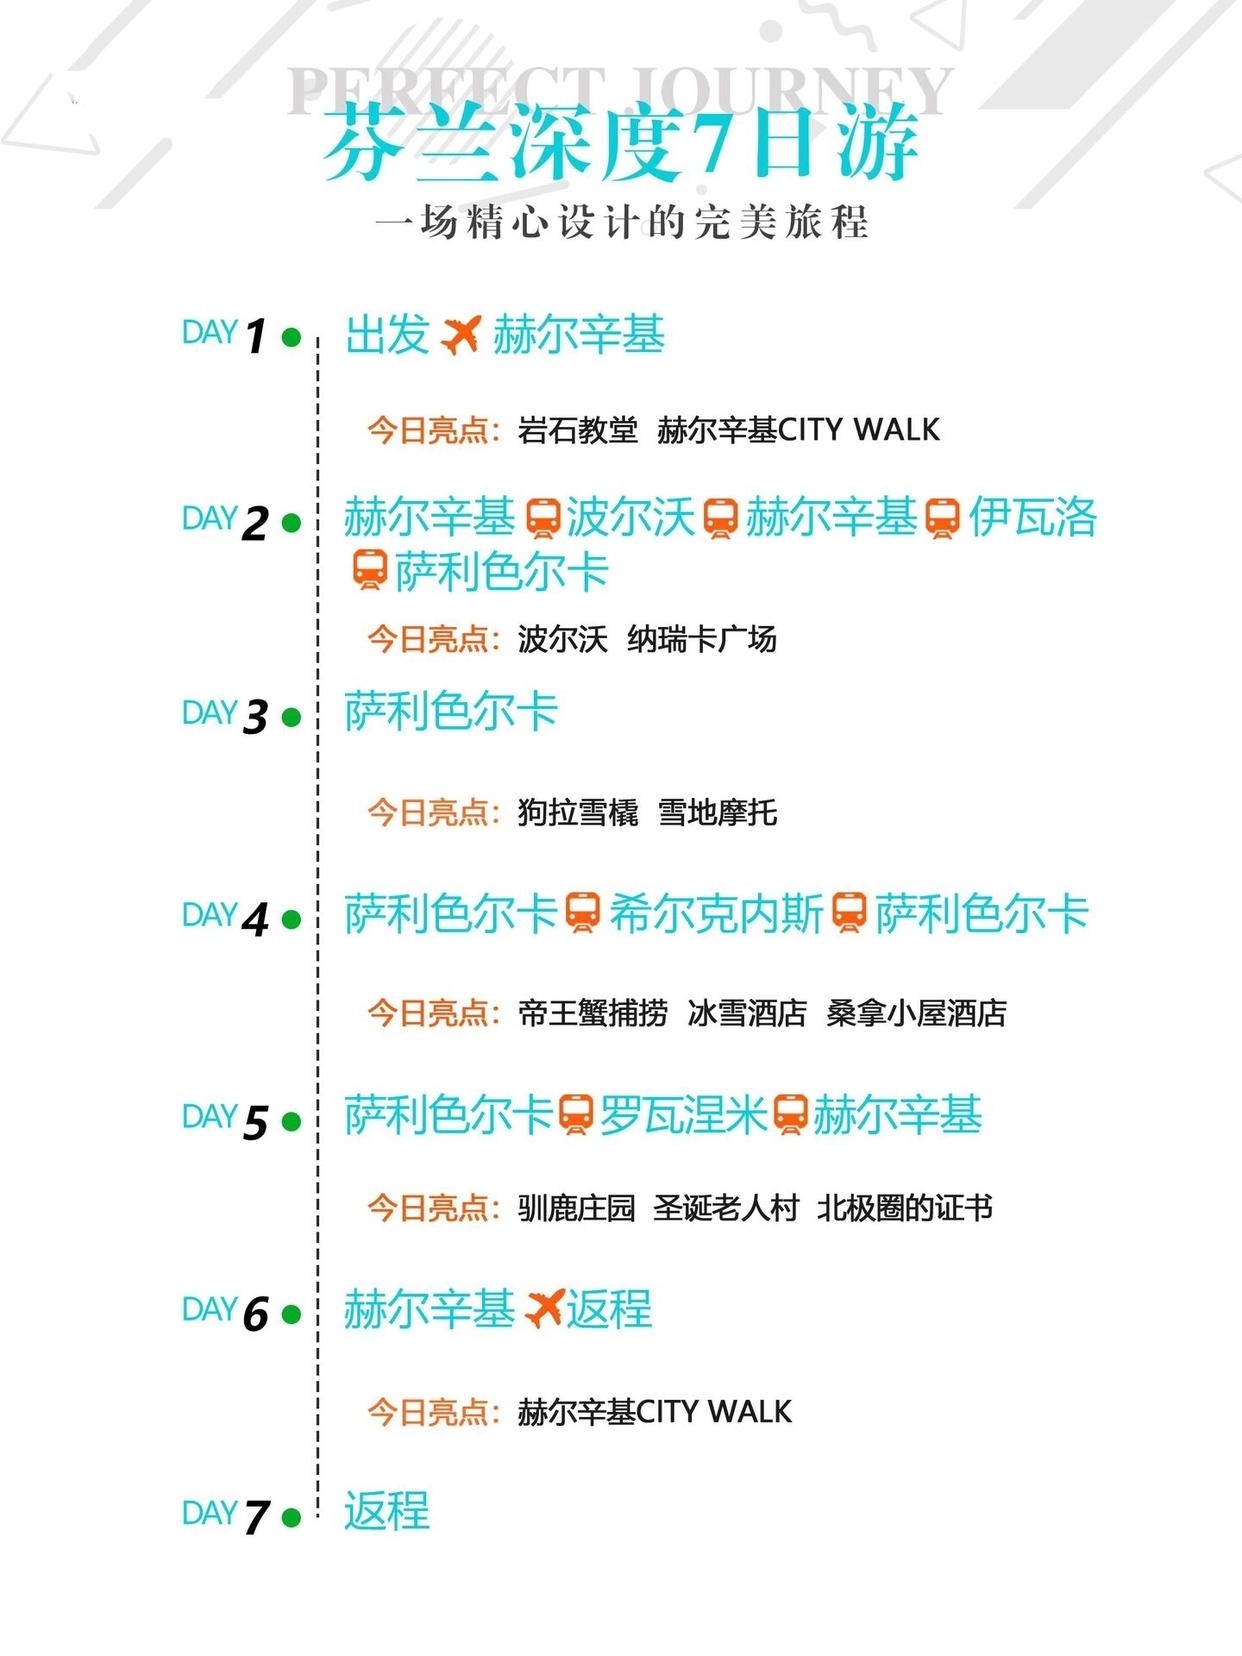 PERFECT JOURNEY
芬兰深度7日游
一场精心设计的完美旅程
DAY 1 出发 赫尔辛基
今日亮点：岩石教堂 赫尔辛基CITY WALK
DAY 2 赫尔辛基 波尔沃 赫尔辛基 伊瓦洛
萨利色尔卡
今日亮点：波尔沃 纳瑞卡广场
DAY 3 萨利色尔卡
今日亮点：狗拉雪橇 雪地摩托
DAY 4 萨利色尔卡 希尔克内斯 萨利色尔卡
今日亮点：帝王蟹捕捞 冰雪酒店 桑拿小屋酒店
DAY 5 萨利色尔卡 罗瓦涅米 赫尔辛基
今日亮点：驯鹿庄园 圣诞老人村 北极圈的证书
DAY 6 赫尔辛基 返程
今日亮点：赫尔辛基CITY WALK
DAY 7 返程